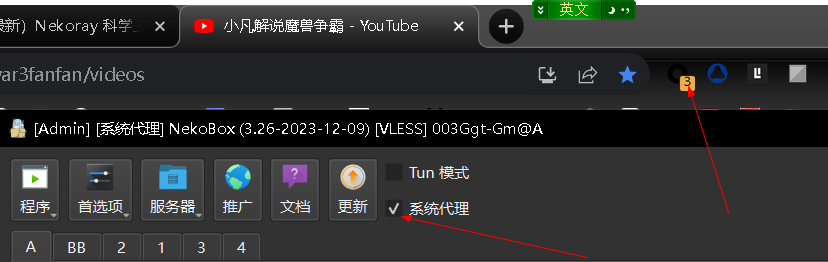 英文
最新）Nekoray 科学
小凡解说魔兽争霸 - YouTube
var3fanfan/videos
3
[Admin] [系统代理] NekoBox (3.26-2023-12-09) [VLESS] 003Ggt-Gm@A
Tun 模式
程序 首选项 服务器 推广 文档 更新 系统代理
A BB 2 1 3 4